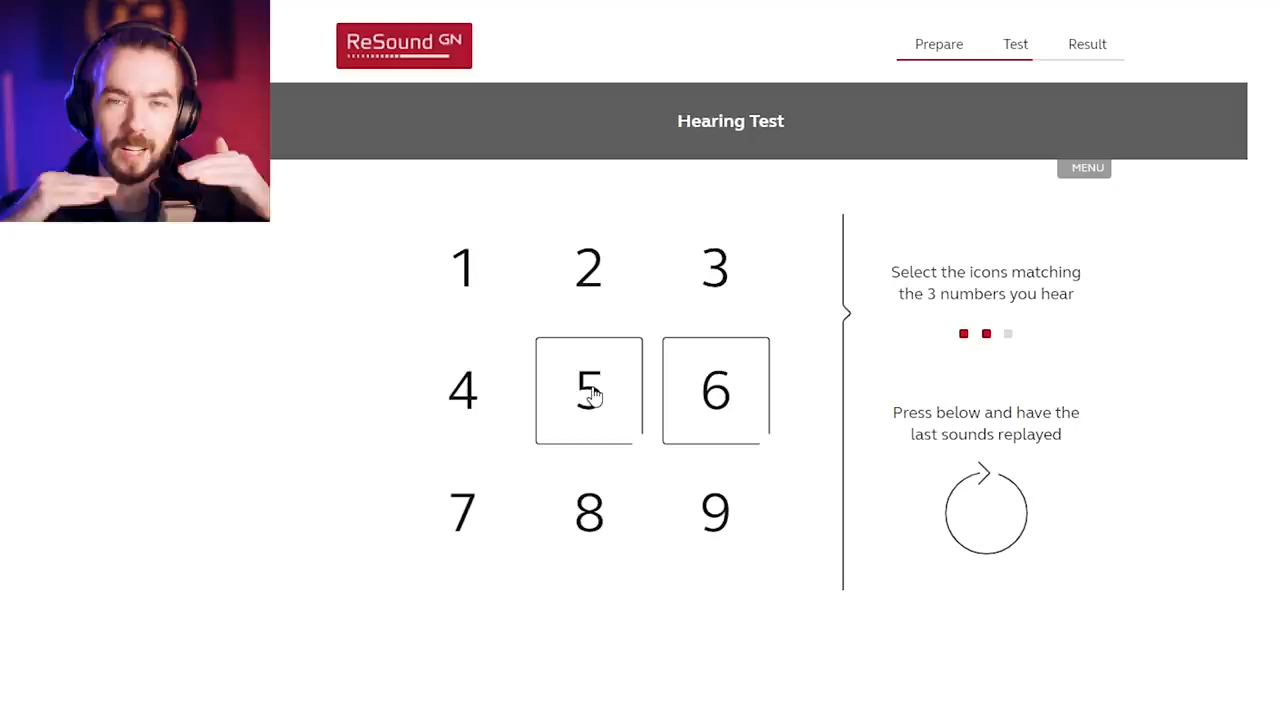 ReSound GN
Prepare
Test
Result
Hearing Test
MENU
1 2 3
4 5 6
7 8 9
Select the icons matching
the 3 numbers you hear
Press below and have the
last sounds replayed